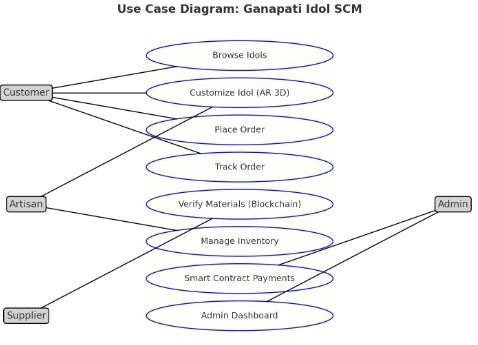 Use Case Diagram: Ganapati Idol SCM
Browse Idols
Customer
Customize Idol (AR 3D)
Place Order
Track Order
Artisan
Verify Materials (Blockchain)
Admin
Manage Inventory
Smart Contract Payments
Supplier
Admin Dashboard